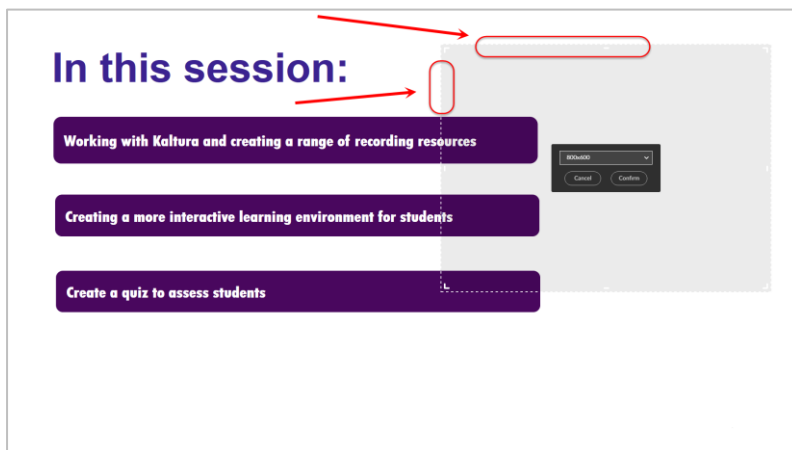 In this session:
Working with Kaltura and creating a range of recording resources
800x600
Cancel Confirm
Creating a more interactive learning environment for students
Create a quiz to assess students